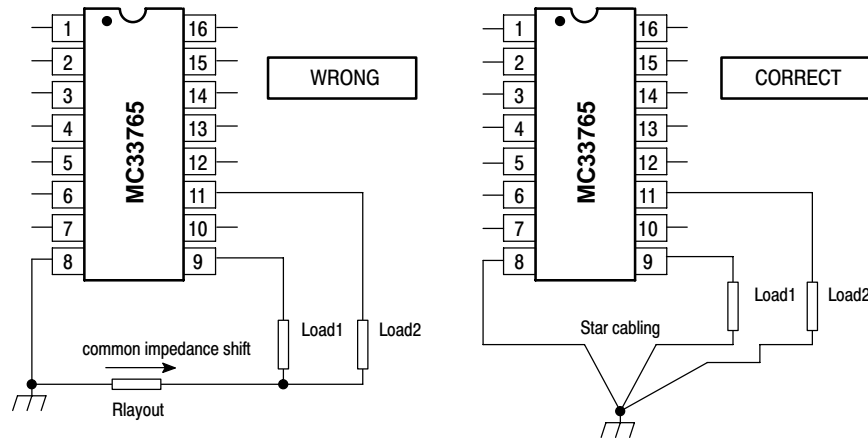 1
2
3
4
5
6
7
8
MC33765
16
15
14
13
12
11
10
9
WRONG
Load1
Load2
common impedance shift
Rlayout
1
2
3
4
5
6
7
8
MC33765
16
15
14
13
12
11
10
9
CORRECT
Load1
Load2
Star cabling